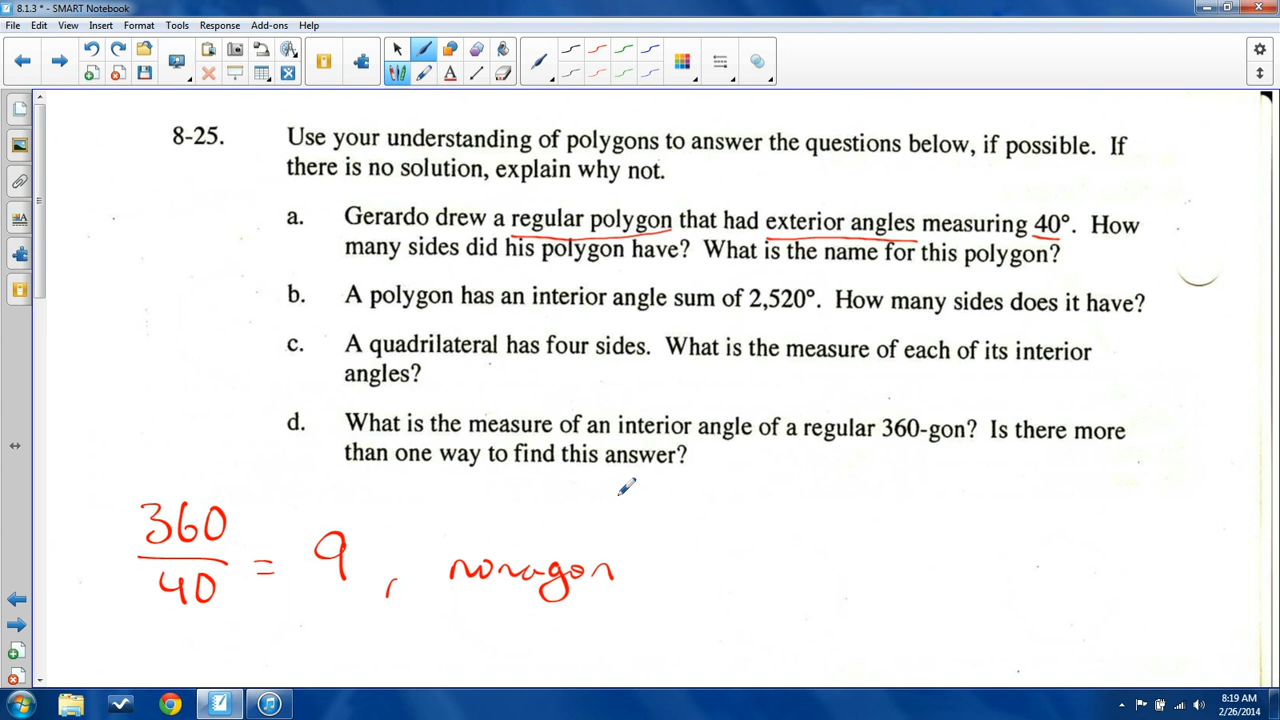 8.1.3 * - SMART Notebook
File Edit View Insert Format Tools Response Add-ons Help
8-25. Use your understanding of polygons to answer the questions below, if possible. If
there is no solution, explain why not.
a. Gerardo drew a regular polygon that had exterior angles measuring 40°. How
many sides did his polygon have? What is the name for this polygon?
b. A polygon has an interior angle sum of 2,520°. How many sides does it have?
c. A quadrilateral has four sides. What is the measure of each of its interior
angles?
d. What is the measure of an interior angle of a regular 360-gon? Is there more
than one way to find this answer?
360
40
= 9 , nonagon
8:19 AM
2/26/2014